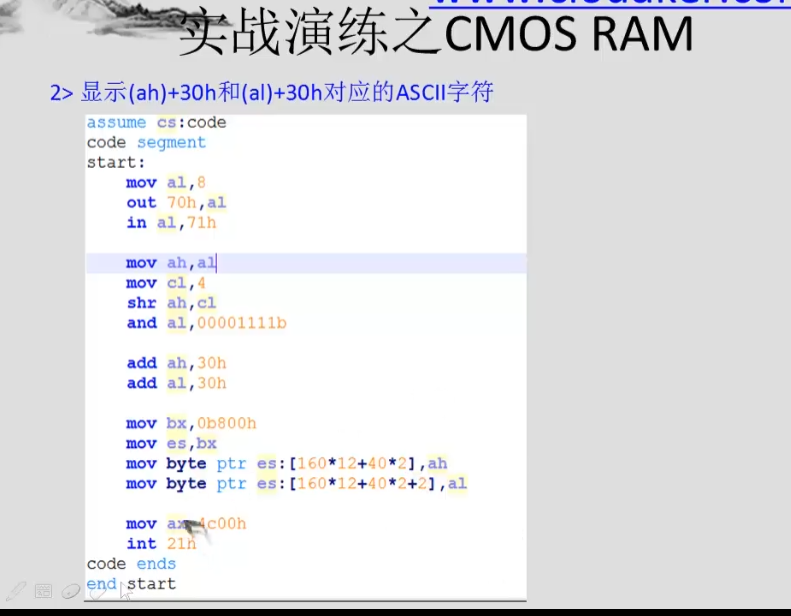 实战演练之CMOS RAM
2> 显示(ah)+30h和(al)+30h对应的ASCII字符
assume cs:code
code segment
start:
mov al,8
out 70h,al
in al,71h
mov ah,al
mov cl,4
shr ah,cl
and al,00001111b
add ah,30h
add al,30h
mov bx,0b800h
mov es,bx
mov byte ptr es:[160*12+40*2],ah
mov byte ptr es:[160*12+40*2+2],al
mov ax,4c00h
int 21h
code ends
end start